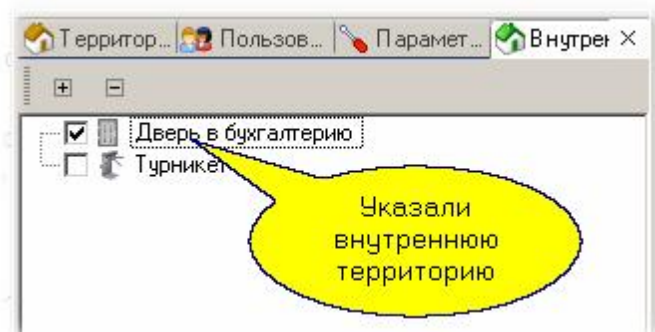 Территор... Пользов... Парамет... Внутрен
Дверь в бухгалтерию
Турникет
Указали
внутреннюю
территорию